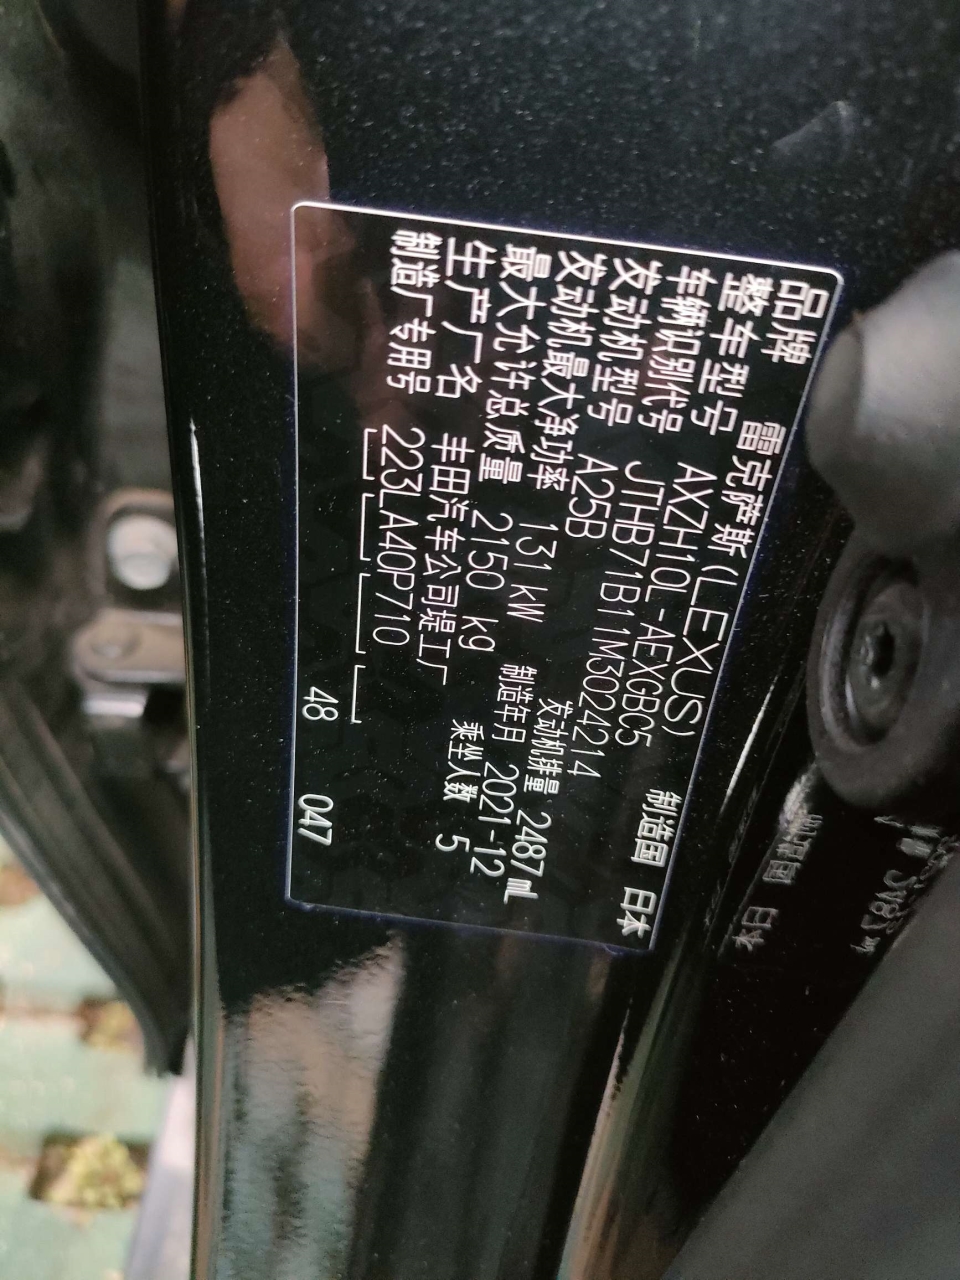 品牌 雷克萨斯(LEXUS) 制造国 日本
整车型号 AXZH10L-AEXGBC5
车辆识别代号 JTHB71B11M3024214
发动机型号 A25B 发动机排量 2487mL
发动机最大净功率 131 kW 制造年月 2021-12
最大允许总质量 2150 kg 乘坐人数 5
生产厂名 丰田汽车公司堤工厂
制造厂专用号 223LA40P710
48 047
日本